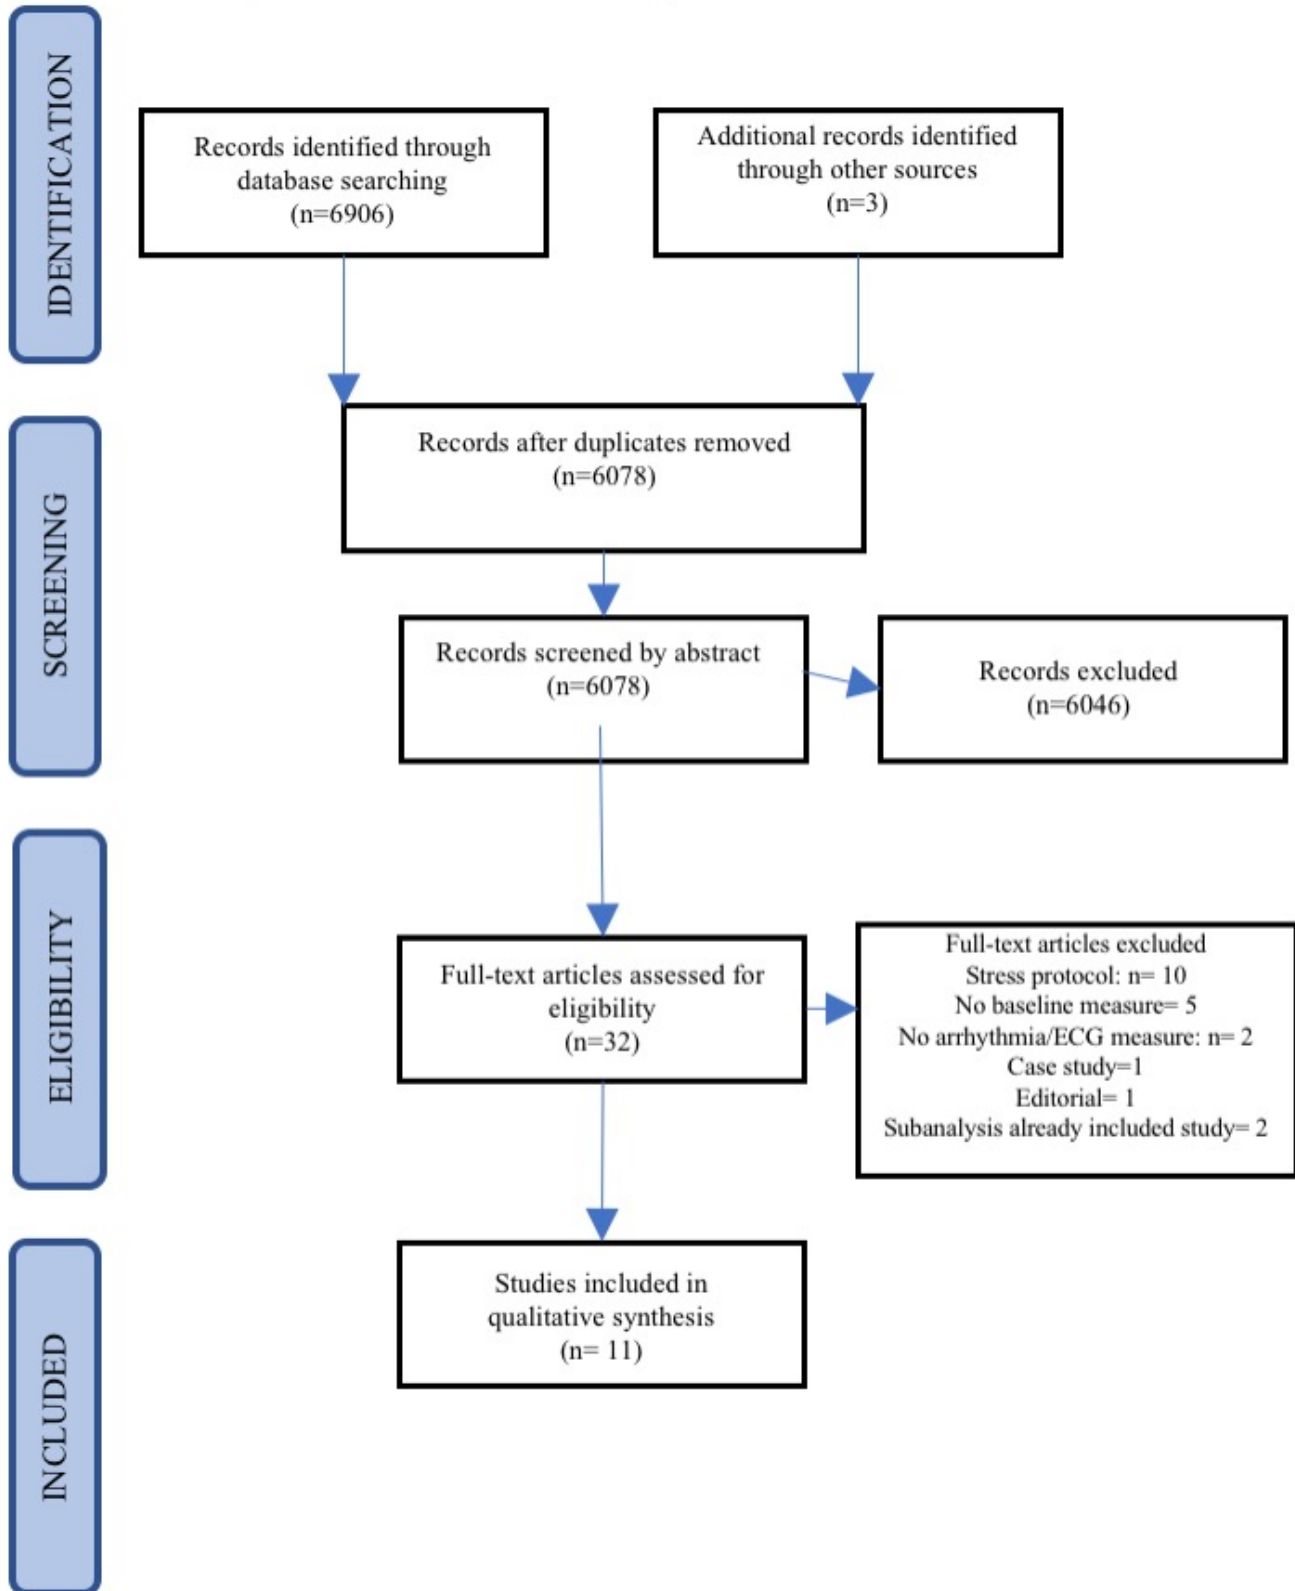 IDENTIFICATION
Records identified through
database searching
(n=6906)
Additional records identified
through other sources
(n=3)
SCREENING
Records after duplicates removed
(n=6078)
Records screened by abstract
(n=6078)
Records excluded
(n=6046)
ELIGIBILITY
Full-text articles assessed for
eligibility
(n=32)
Full-text articles excluded
Stress protocol: n= 10
No baseline measure= 5
No arrhythmia/ECG measure: n= 2
Case study=1
Editorial= 1
Subanalysis already included study= 2
INCLUDED
Studies included in
qualitative synthesis
(n= 11)